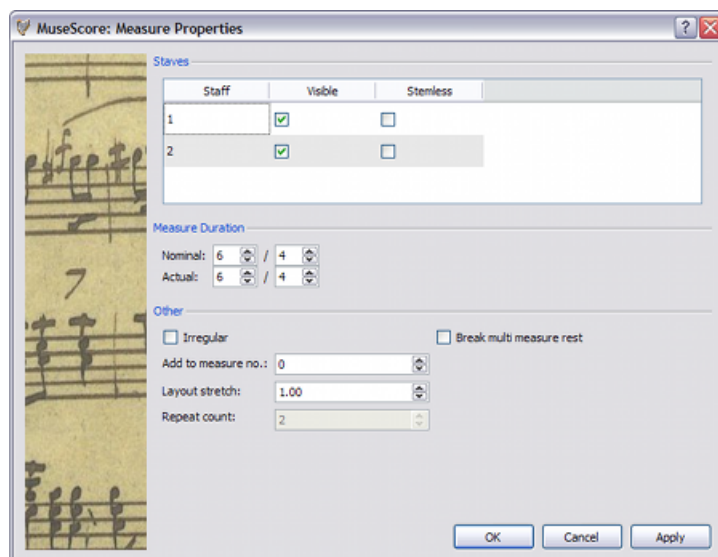 MuseScore: Measure Properties
Staves
Staff Visible Stemless
1
2
Measure Duration
Nominal: 6 / 4
Actual: 6 / 4
Other
Irregular Break multi measure rest
Add to measure no.: 0
Layout stretch: 1.00
Repeat count: 2
OK Cancel Apply
7